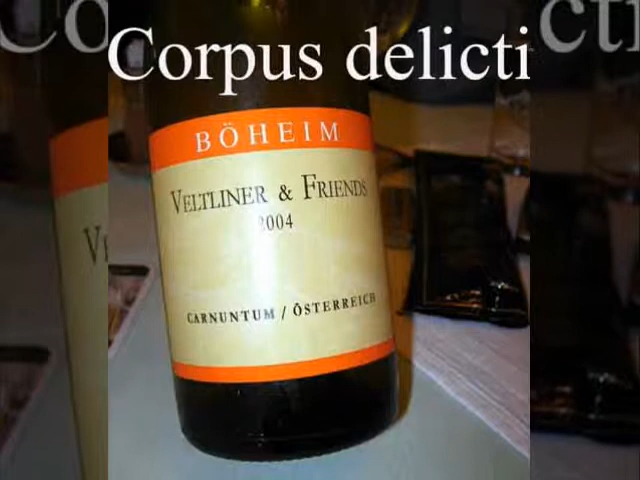 Corpus delicti
BÖHEIM
VELTLINER & FRIENDS
2004
CARNUNTUM / ÖSTERREICH